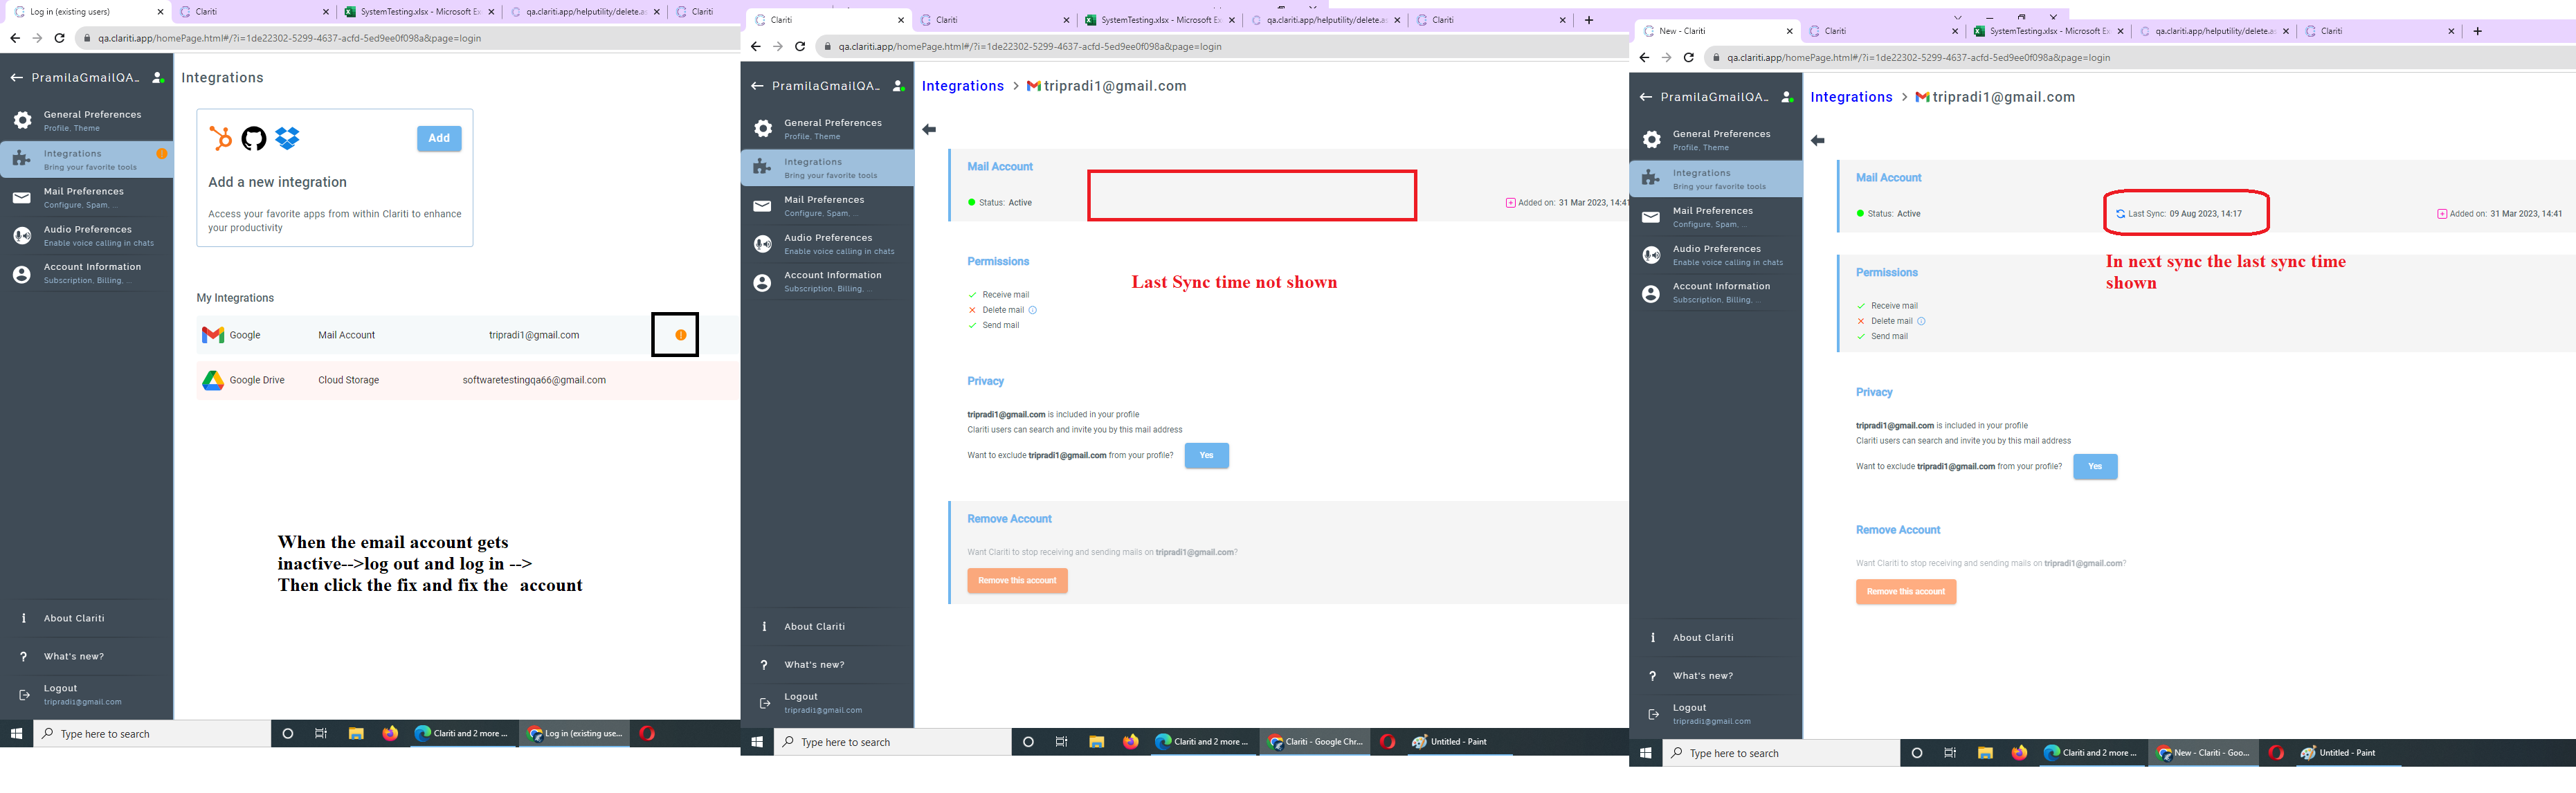 Log in (existing users)
Clariti
SystemTesting.xlsx - Microsoft Ex
qa.clariti.app/helputility/delete.as
Clariti
qa.clariti.app/homePage.html#/?i=1de22302-5299-4637-acfd-5ed9ee0f098a&page=login
PramilaGmailQA...
General Preferences
Profile, Theme
Integrations
Bring your favorite tools
Mail Preferences
Configure, Spam, ...
Audio Preferences
Enable voice calling in chats
Account Information
Subscription, Billing, ...
About Clariti
What's new?
Logout
tripradi1@gmail.com
Integrations
Add
Add a new integration
Access your favorite apps from within Clariti to enhance
your productivity
My Integrations
Google Mail Account tripradi1@gmail.com
Google Drive Cloud Storage softwaretestingqa66@gmail.com
When the email account gets
inactive-->log out and log in -->
Then click the fix and fix the account
Type here to search
Clariti and 2 more ...
Log in (existing use...
Clariti
Clariti
SystemTesting.xlsx - Microsoft Ex
qa.clariti.app/helputility/delete.as
Clariti
qa.clariti.app/homePage.html#/?i=1de22302-5299-4637-acfd-5ed9ee0f098a&page=login
PramilaGmailQA...
General Preferences
Profile, Theme
Integrations
Bring your favorite tools
Mail Preferences
Configure, Spam, ...
Audio Preferences
Enable voice calling in chats
Account Information
Subscription, Billing, ...
About Clariti
What's new?
Logout
tripradi1@gmail.com
Integrations > tripradi1@gmail.com
Mail Account
Status: Active
Added on: 31 Mar 2023, 14:41
Last Sync time not shown
Permissions
Receive mail
Delete mail
Send mail
Privacy
tripradi1@gmail.com is included in your profile
Clariti users can search and invite you by this mail address
Want to exclude tripradi1@gmail.com from your profile? Yes
Remove Account
Want Clariti to stop receiving and sending mails on tripradi1@gmail.com?
Remove this account
Type here to search
Clariti and 2 more ...
Clariti - Google Chr...
Untitled - Paint
New - Clariti
Clariti
SystemTesting.xlsx - Microsoft Ex
qa.clariti.app/helputility/delete.as
Clariti
qa.clariti.app/homePage.html#/?i=1de22302-5299-4637-acfd-5ed9ee0f098a&page=login
PramilaGmailQA...
General Preferences
Profile, Theme
Integrations
Bring your favorite tools
Mail Preferences
Configure, Spam, ...
Audio Preferences
Enable voice calling in chats
Account Information
Subscription, Billing, ...
About Clariti
What's new?
Logout
tripradi1@gmail.com
Integrations > tripradi1@gmail.com
Mail Account
Status: Active
Last Sync: 09 Aug 2023, 14:17
Added on: 31 Mar 2023, 14:41
In next sync the last sync time
shown
Permissions
Receive mail
Delete mail
Send mail
Privacy
tripradi1@gmail.com is included in your profile
Clariti users can search and invite you by this mail address
Want to exclude tripradi1@gmail.com from your profile? Yes
Remove Account
Want Clariti to stop receiving and sending mails on tripradi1@gmail.com?
Remove this account
Type here to search
Clariti and 2 more ...
New - Clariti - Goo...
Untitled - Paint